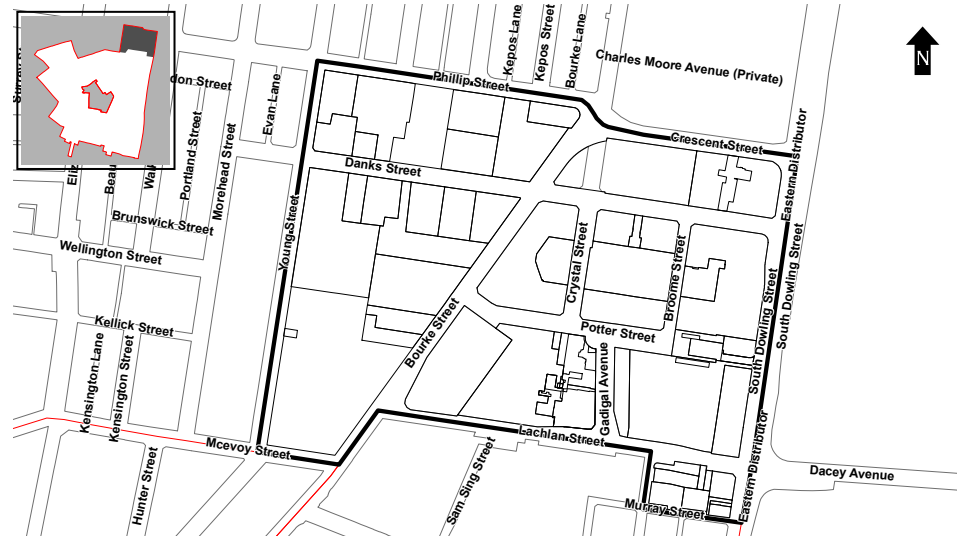 Kepos Lane
Kepos Street
Bourke Lane
Charles Moore Avenue (Private)
N
don Street
Phillip Street
Evan Lane
Crescent Street
Eastern Distributor
Portland Street
Morehead Street
Danks Street
Brunswick Street
Young Street
Wellington Street
Crystal Street
Broome Street
South Dowling Street
South Dowling Street
Kellick Street
Bourke Street
Potter Street
Kensington Lane
Kensington Street
Gadigal Avenue
Mcevoy Street
Lachlan Street
Eastern Distributor
Dacey Avenue
Hunter Street
Sam Sing Street
Murray Street